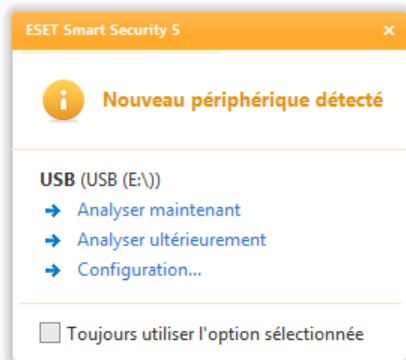 ESET Smart Security 5
Nouveau périphérique détecté
USB (USB (E:\))
Analyser maintenant
Analyser ultérieurement
Configuration...
Toujours utiliser l'option sélectionnée